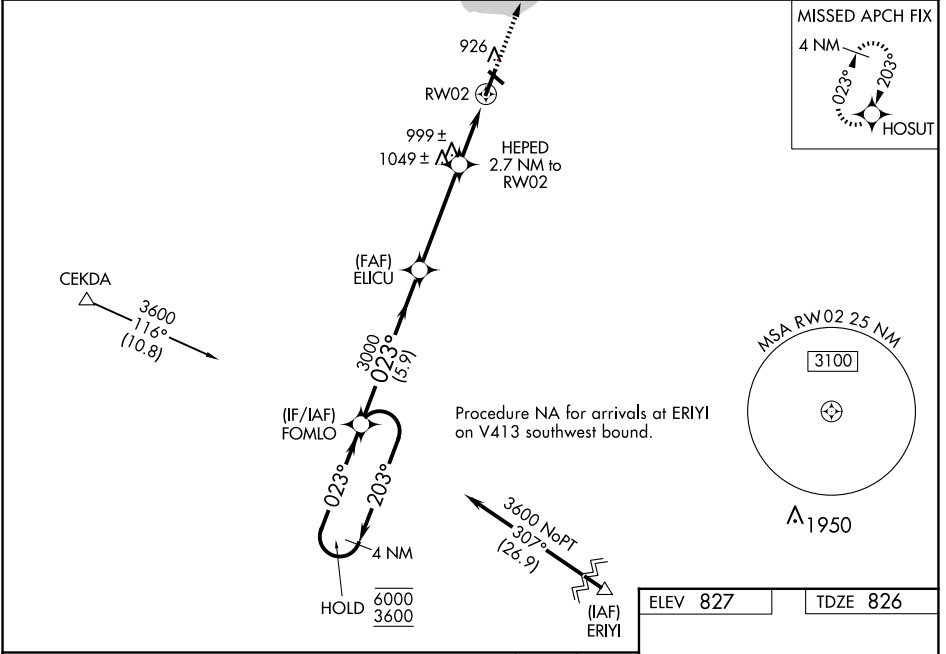 MISSED APCH FIX
4 NM
023°
203°
HOSUT
926
RW02
999 ±
1049 ±
HEPED
2.7 NM to
RW02
(FAF)
ELICU
CEKDA
3600
116°
(10.8)
3000
023°
(5.9)
MSA RW02 25 NM
3100
1950
(IF/IAF)
FOMLO
Procedure NA for arrivals at ERIYI
on V413 southwest bound.
023°
203°
4 NM
HOLD
6000
3600
3600 NoPT
307°
(26.9)
(IAF)
ERIYI
ELEV 827
TDZE 826